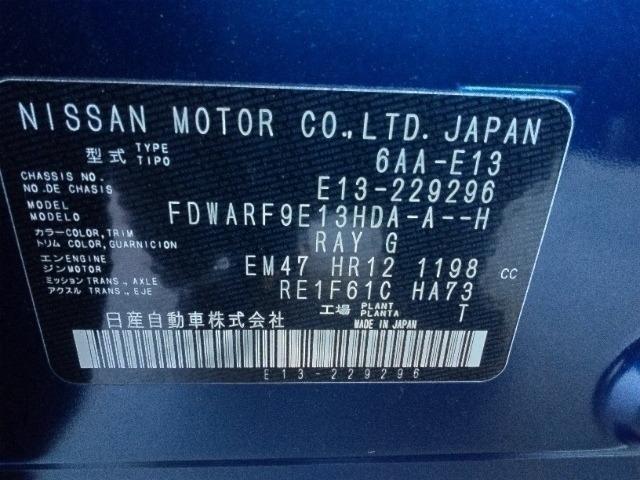 NISSAN MOTOR CO.,LTD. JAPAN
型式 TYPE TIPO 6AA-E13
CHASSIS NO. NO.DE CHASIS E13-229296
MODEL MODELO FDWARF9E13HDA-A--H
カラー COLOR, TRIM トリム COLOR, GUARNICION RAY G
エンジン ENGINE MOTOR EM47 HR12 1198 cc
ミッション TRANS., AXLE アクスル TRANS., EJE RE1F61C HA73
工場 PLANT PLANTA T
日産自動車株式会社 MADE IN JAPAN
E13-229296